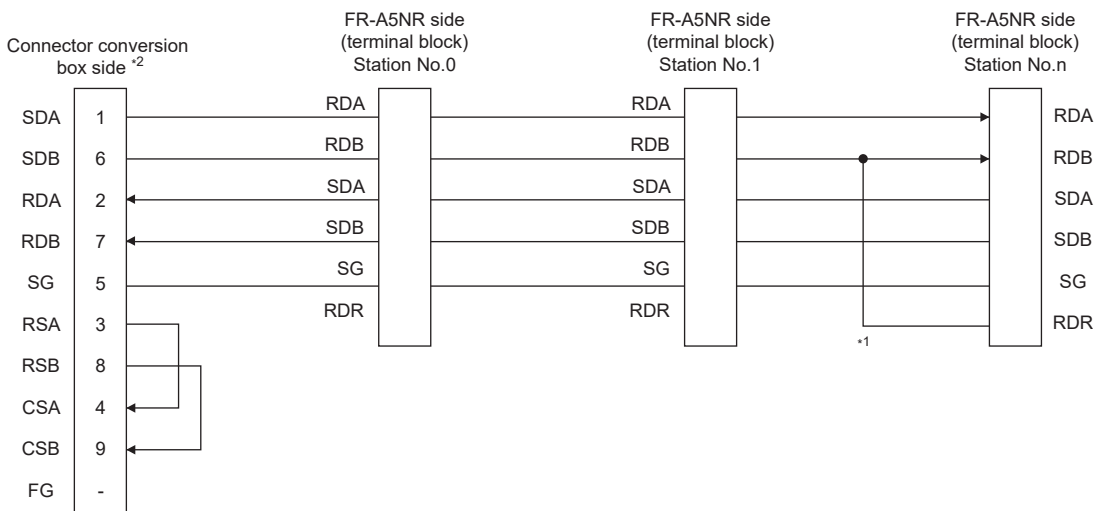 FR-A5NR side
(terminal block)
Station No.0
FR-A5NR side
(terminal block)
Station No.1
FR-A5NR side
(terminal block)
Station No.n
Connector conversion
box side *2
SDA 1 RDA RDA RDA
SDB 6 RDB RDB RDB
RDA 2 SDA SDA SDA
RDB 7 SDB SDB SDB
SG 5 SG SG SG
RSA 3 RDR RDR RDR
*1
RSB 8
CSA 4
CSB 9
FG -